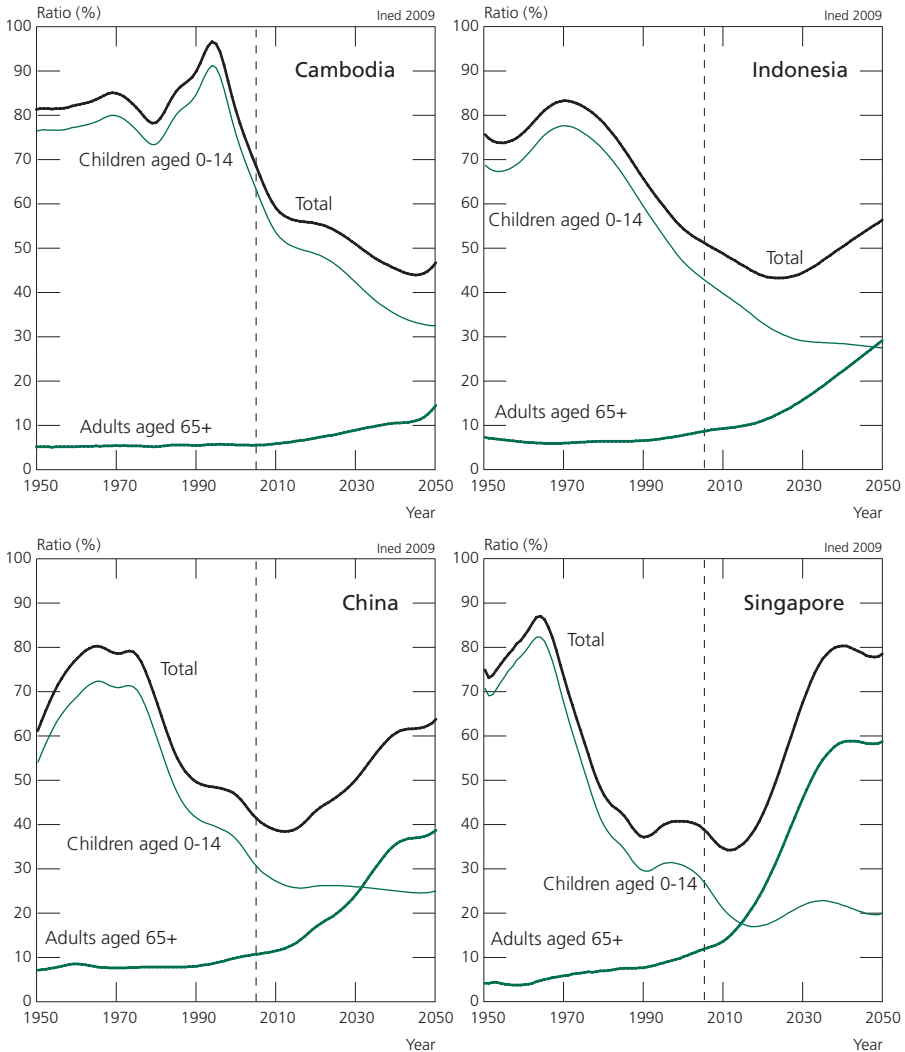 Ratio (%)
Ined 2009
100
90
80
70
60
50
40
30
20
10
0
Cambodia
Children aged 0-14
Total
Adults aged 65+
1950 1970 1990 2010 2030 2050
Year
Ratio (%)
Ined 2009
100
90
80
70
60
50
40
30
20
10
0
Indonesia
Children aged 0-14
Total
Adults aged 65+
1950 1970 1990 2010 2030 2050
Year
Ratio (%)
Ined 2009
100
90
80
70
60
50
40
30
20
10
0
China
Total
Children aged 0-14
Adults aged 65+
1950 1970 1990 2010 2030 2050
Year
Ratio (%)
Ined 2009
100
90
80
70
60
50
40
30
20
10
0
Singapore
Total
Children aged 0-14
Adults aged 65+
1950 1970 1990 2010 2030 2050
Year